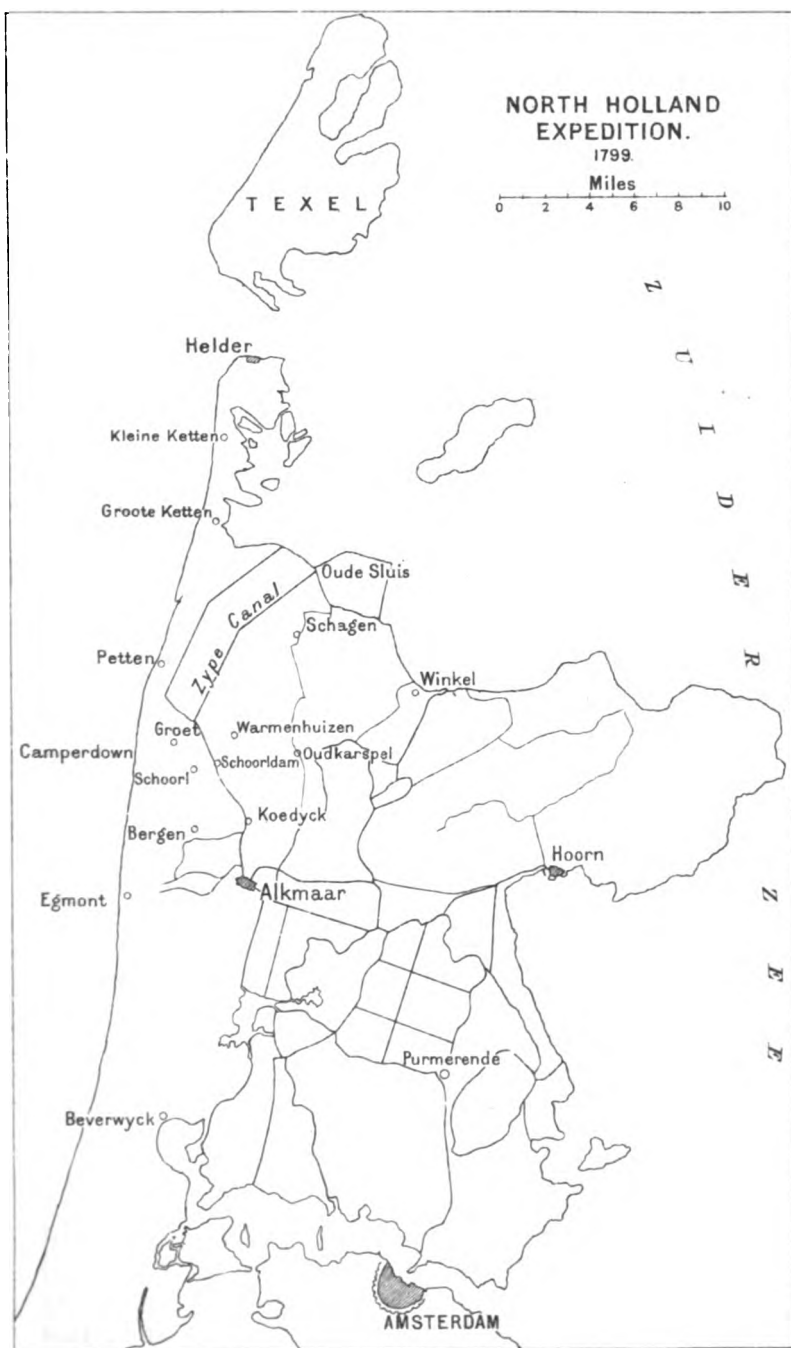 NORTH HOLLAND
EXPEDITION.
1799.
Miles
0 2 4 6 8 10
TEXEL
ZUIDER ZEE
Helder
Kleine Ketten
Groote Ketten
Oude Sluis
Zype Canal
Schagen
Petten
Winkel
Groet
Warmenhuizen
Camperdown
Oudkarspel
Schoorl
Schoorldam
Koedyck
Bergen
Hoorn
Alkmaar
Egmont
Purmerende
Beverwyck
AMSTERDAM